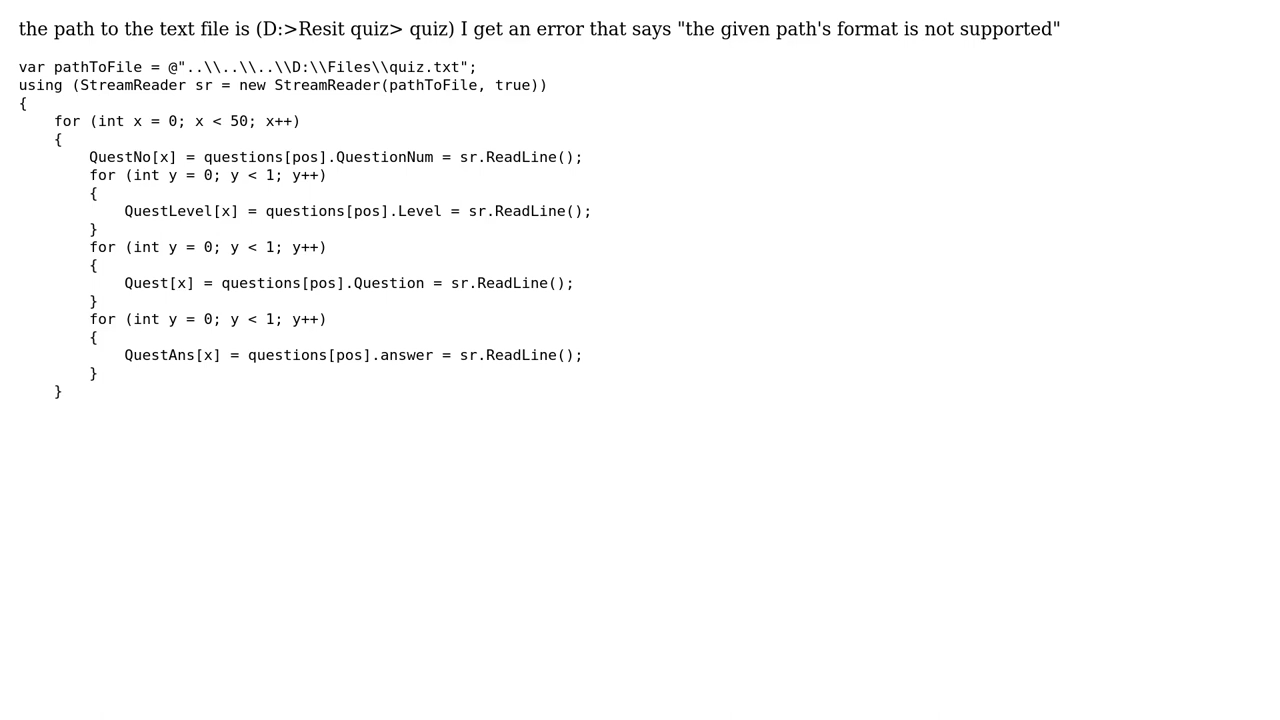 the path to the text file is (D:>Resit quiz> quiz) I get an error that says "the given path's format is not supported"
var pathToFile = @"..\\..\\..\\D:\\Files\\quiz.txt";
using (StreamReader sr = new StreamReader(pathToFile, true))
{
    for (int x = 0; x < 50; x++)
    {
        QuestNo[x] = questions[pos].QuestionNum = sr.ReadLine();
        for (int y = 0; y < 1; y++)
        {
            QuestLevel[x] = questions[pos].Level = sr.ReadLine();
        }
        for (int y = 0; y < 1; y++)
        {
            Quest[x] = questions[pos].Question = sr.ReadLine();
        }
        for (int y = 0; y < 1; y++)
        {
            QuestAns[x] = questions[pos].answer = sr.ReadLine();
        }
    }